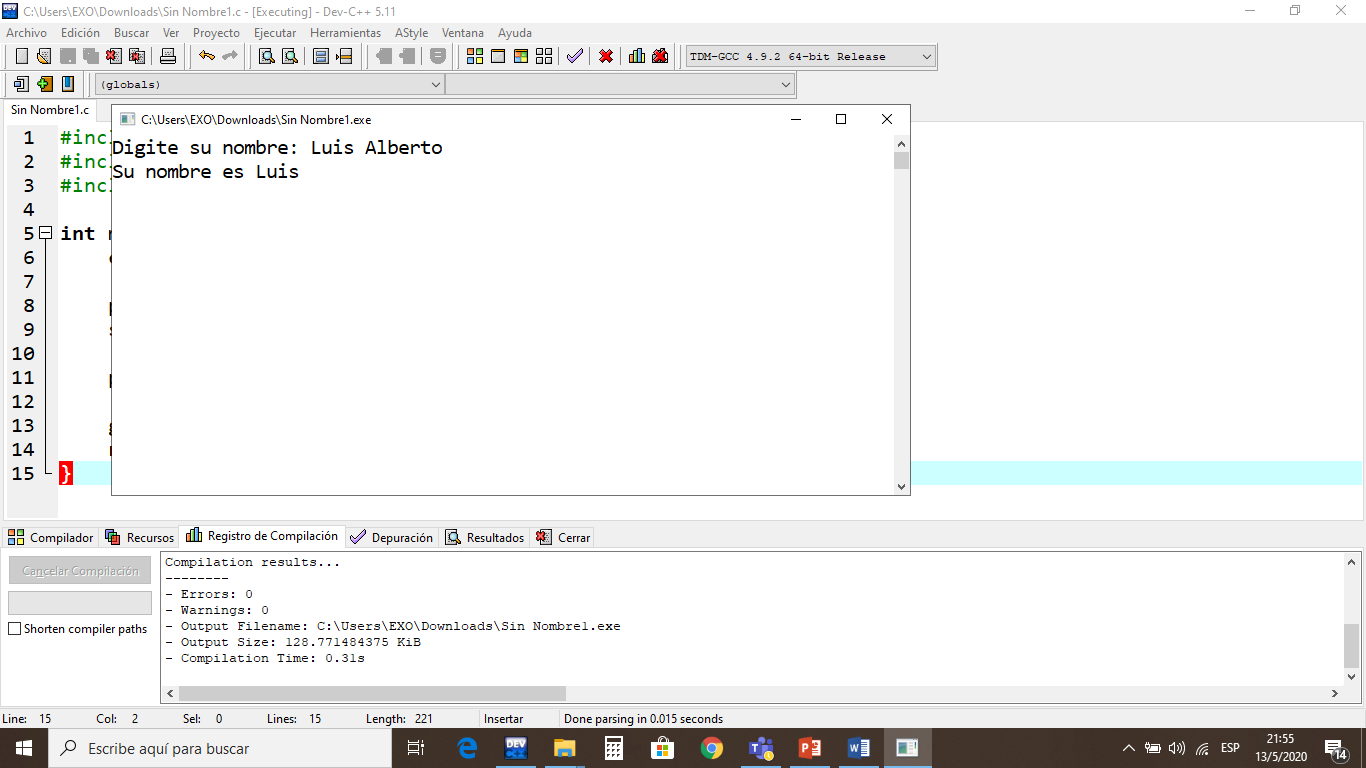 C:\Users\EXO\Downloads\Sin Nombre1.c - [Executing] - Dev-C++ 5.11
Archivo Edición Buscar Ver Proyecto Ejecutar Herramientas AStyle Ventana Ayuda
TDM-GCC 4.9.2 64-bit Release
(globals)
Sin Nombre1.c
C:\Users\EXO\Downloads\Sin Nombre1.exe
Digite su nombre: Luis Alberto
Su nombre es Luis
1 #incl
2 #incl
3 #incl
4
5 int
6
7
8
9
10
11
12
13
14
15 }
Compilador Recursos Registro de Compilación Depuración Resultados Cerrar
Cancelar Compilación
Shorten compiler paths
Compilation results...
--------
- Errors: 0
- Warnings: 0
- Output Filename: C:\Users\EXO\Downloads\Sin Nombre1.exe
- Output Size: 128.771484375 KiB
- Compilation Time: 0.31s
Line: 15 Col: 2 Sel: 0 Lines: 15 Length: 221 Insertar Done parsing in 0.015 seconds
Escribe aquí para buscar
DEV
ESP
21:55
13/5/2020
14